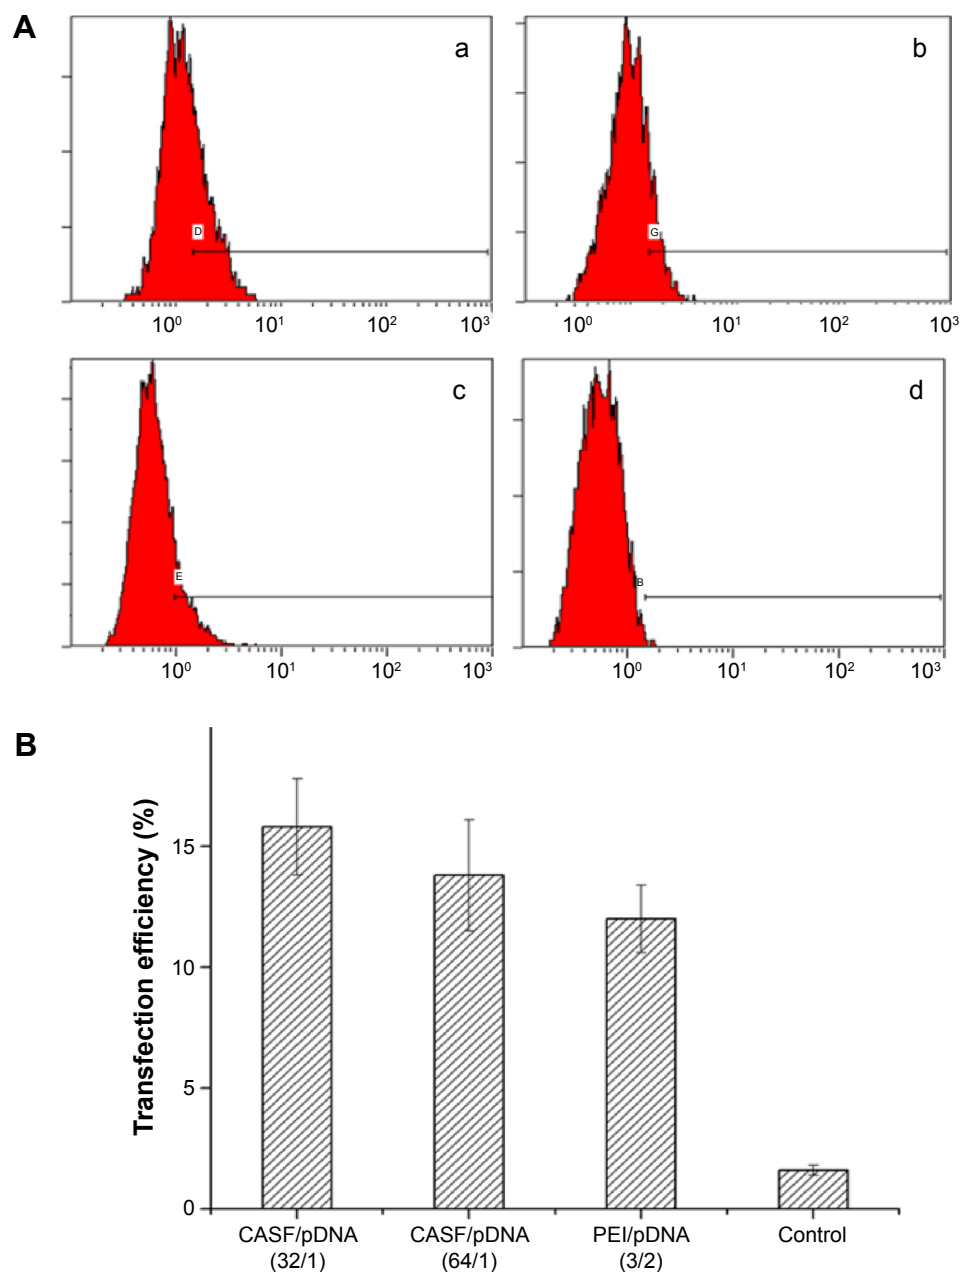 A
a
D
10⁰ 10¹ 10² 10³
b
G
10⁰ 10¹ 10² 10³
c
E
10⁰ 10¹ 10² 10³
d
B
10⁰ 10¹ 10² 10³
B
Transfection efficiency (%)
15
10
5
0
CASF/pDNA
(32/1)
CASF/pDNA
(64/1)
PEI/pDNA
(3/2)
Control